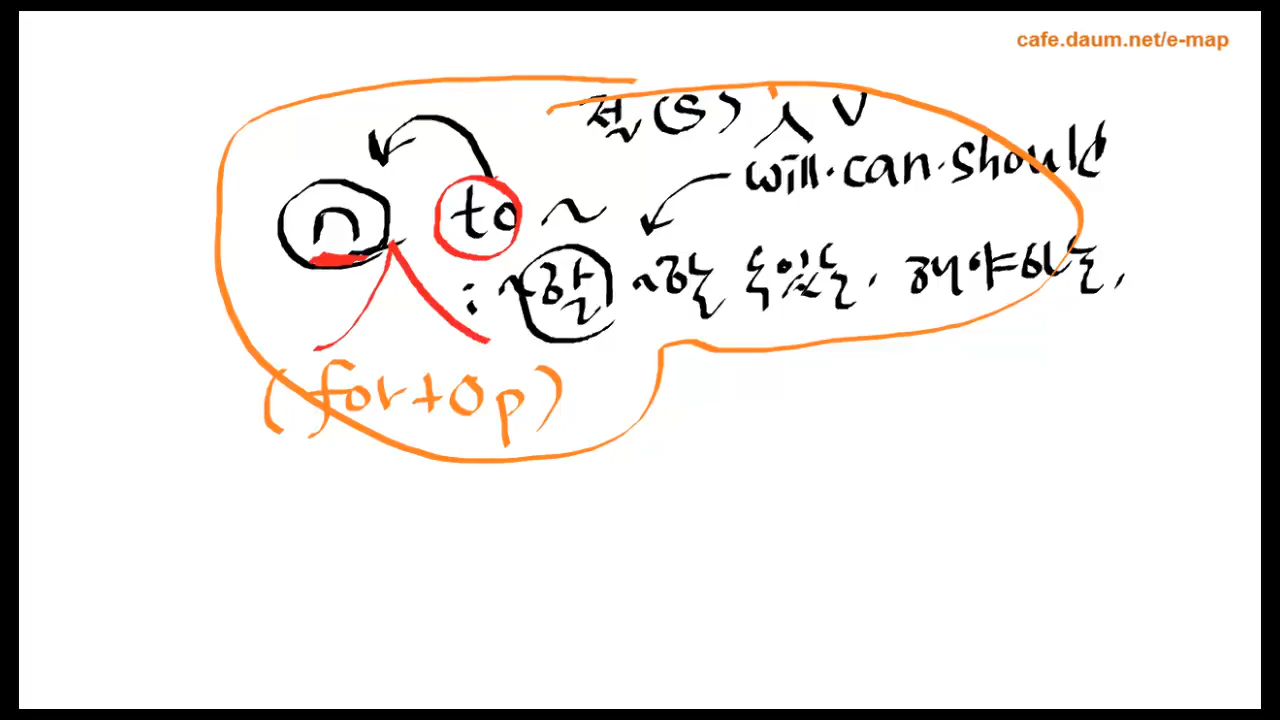 cafe.daum.net/e-map
절(S) V
will·can·should
n to ~
: ~할 ~할 수있는, 해야하는,
(for+O p)